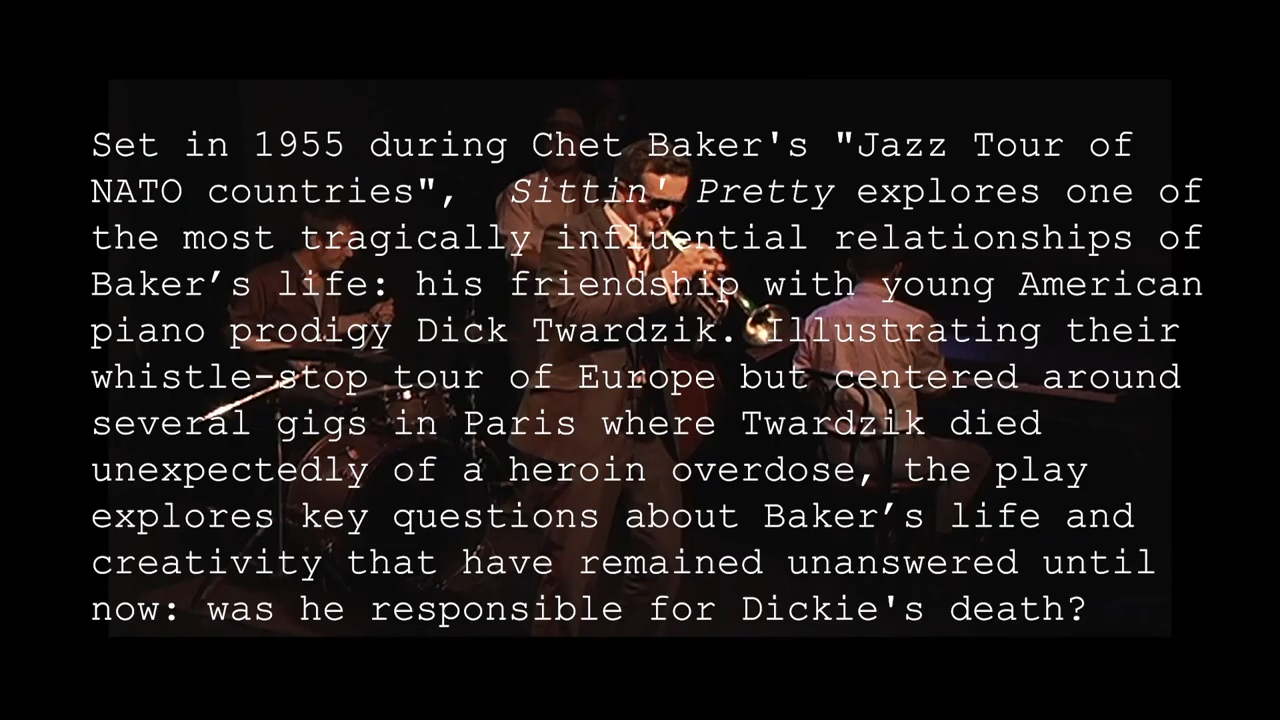 Set in 1955 during Chet Baker's "Jazz Tour of
NATO countries", Sittin' Pretty explores one of
the most tragically influential relationships of
Baker’s life: his friendship with young American
piano prodigy Dick Twardzik. Illustrating their
whistle-stop tour of Europe but centered around
several gigs in Paris where Twardzik died
unexpectedly of a heroin overdose, the play
explores key questions about Baker’s life and
creativity that have remained unanswered until
now: was he responsible for Dickie's death?